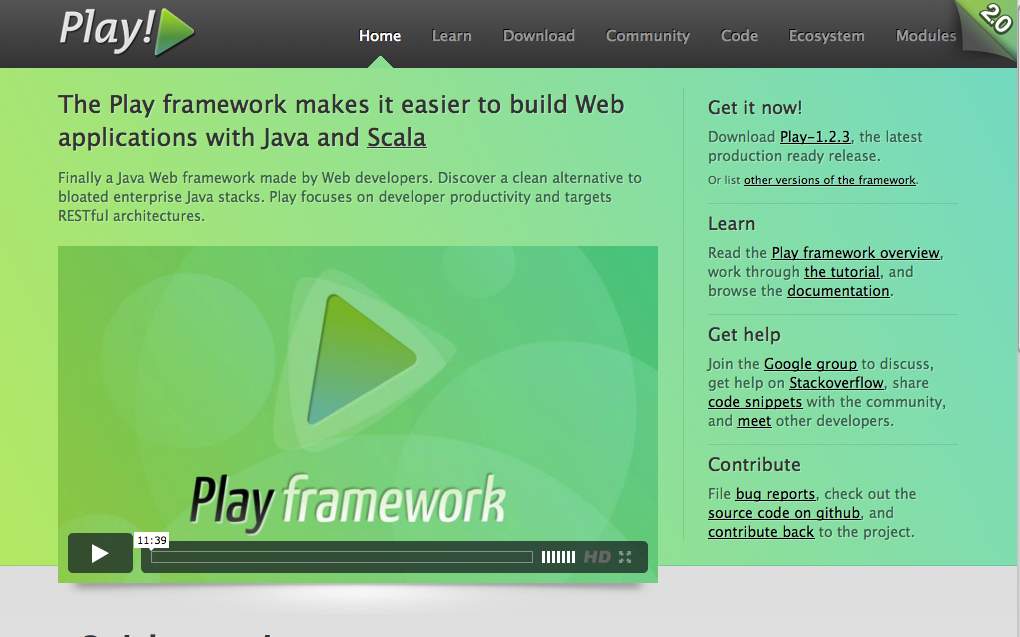 Play!
Home Learn Download Community Code Ecosystem Modules
2.0
The Play framework makes it easier to build Web
applications with Java and Scala
Finally a Java Web framework made by Web developers. Discover a clean alternative to
bloated enterprise Java stacks. Play focuses on developer productivity and targets
RESTful architectures.
Play framework
11:39
HD
Get it now!
Download Play-1.2.3, the latest
production ready release.
Or list other versions of the framework.
Learn
Read the Play framework overview,
work through the tutorial, and
browse the documentation.
Get help
Join the Google group to discuss,
get help on Stackoverflow, share
code snippets with the community,
and meet other developers.
Contribute
File bug reports, check out the
source code on github, and
contribute back to the project.